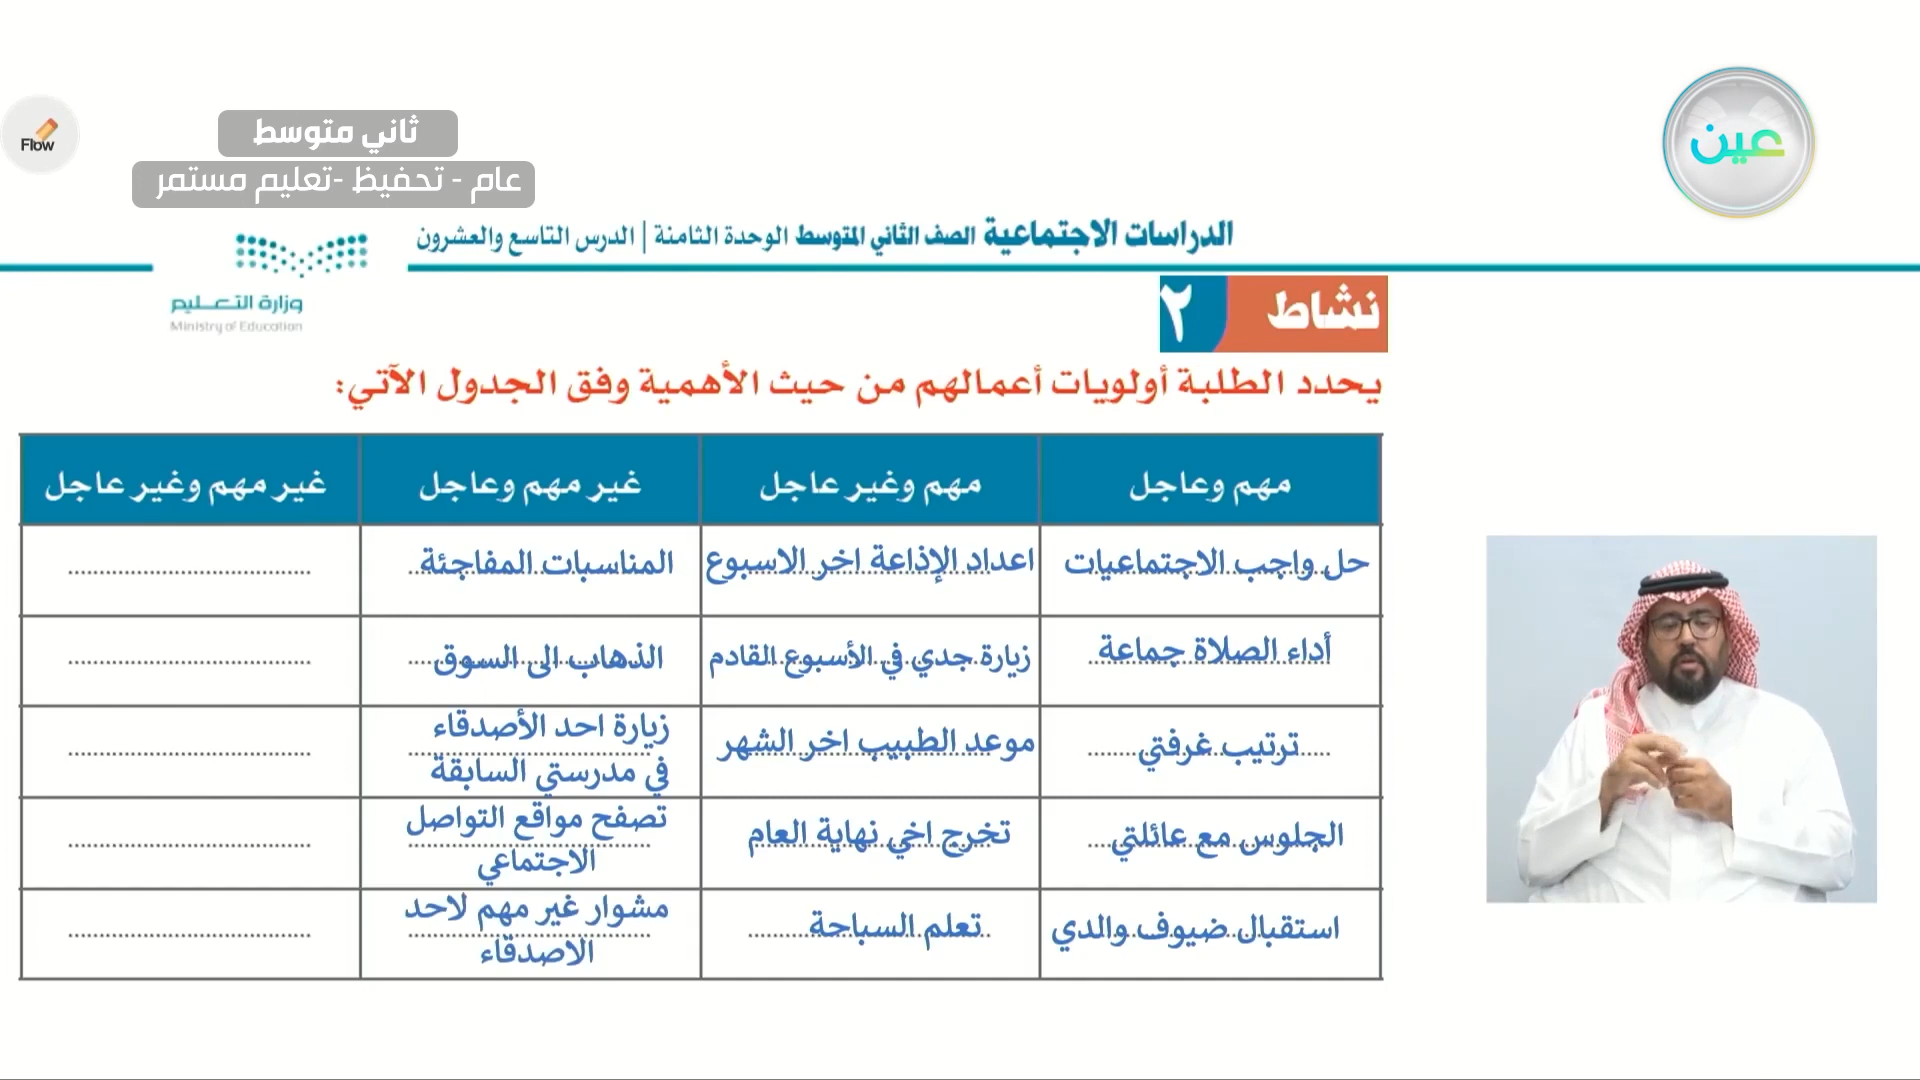 عين
Flow
ثاني متوسط
عام - تحفيظ -تعليم مستمر
الدراسات الاجتماعية الصف الثاني المتوسط الوحدة الثامنة | الدرس التاسع والعشرون
وزارة التعليم
Ministry of Education
نشاط ٢
يحدد الطلبة أولويات أعمالهم من حيث الأهمية وفق الجدول الآتي:
مهم وعاجل مهم وغير عاجل غير مهم وعاجل غير مهم وغير عاجل
حل واجب الاجتماعيات اعداد الإذاعة اخر الاسبوع المناسبات المفاجئة
أداء الصلاة جماعة زيارة جدي في الأسبوع القادم الذهاب الى السوق
ترتيب غرفتي موعد الطبيب اخر الشهر زيارة احد الأصدقاء
في مدرستي السابقة
الجلوس مع عائلتي تخرج اخي نهاية العام تصفح مواقع التواصل
الاجتماعي
استقبال ضيوف والدي تعلم السباحة مشوار غير مهم لاحد
الاصدقاء